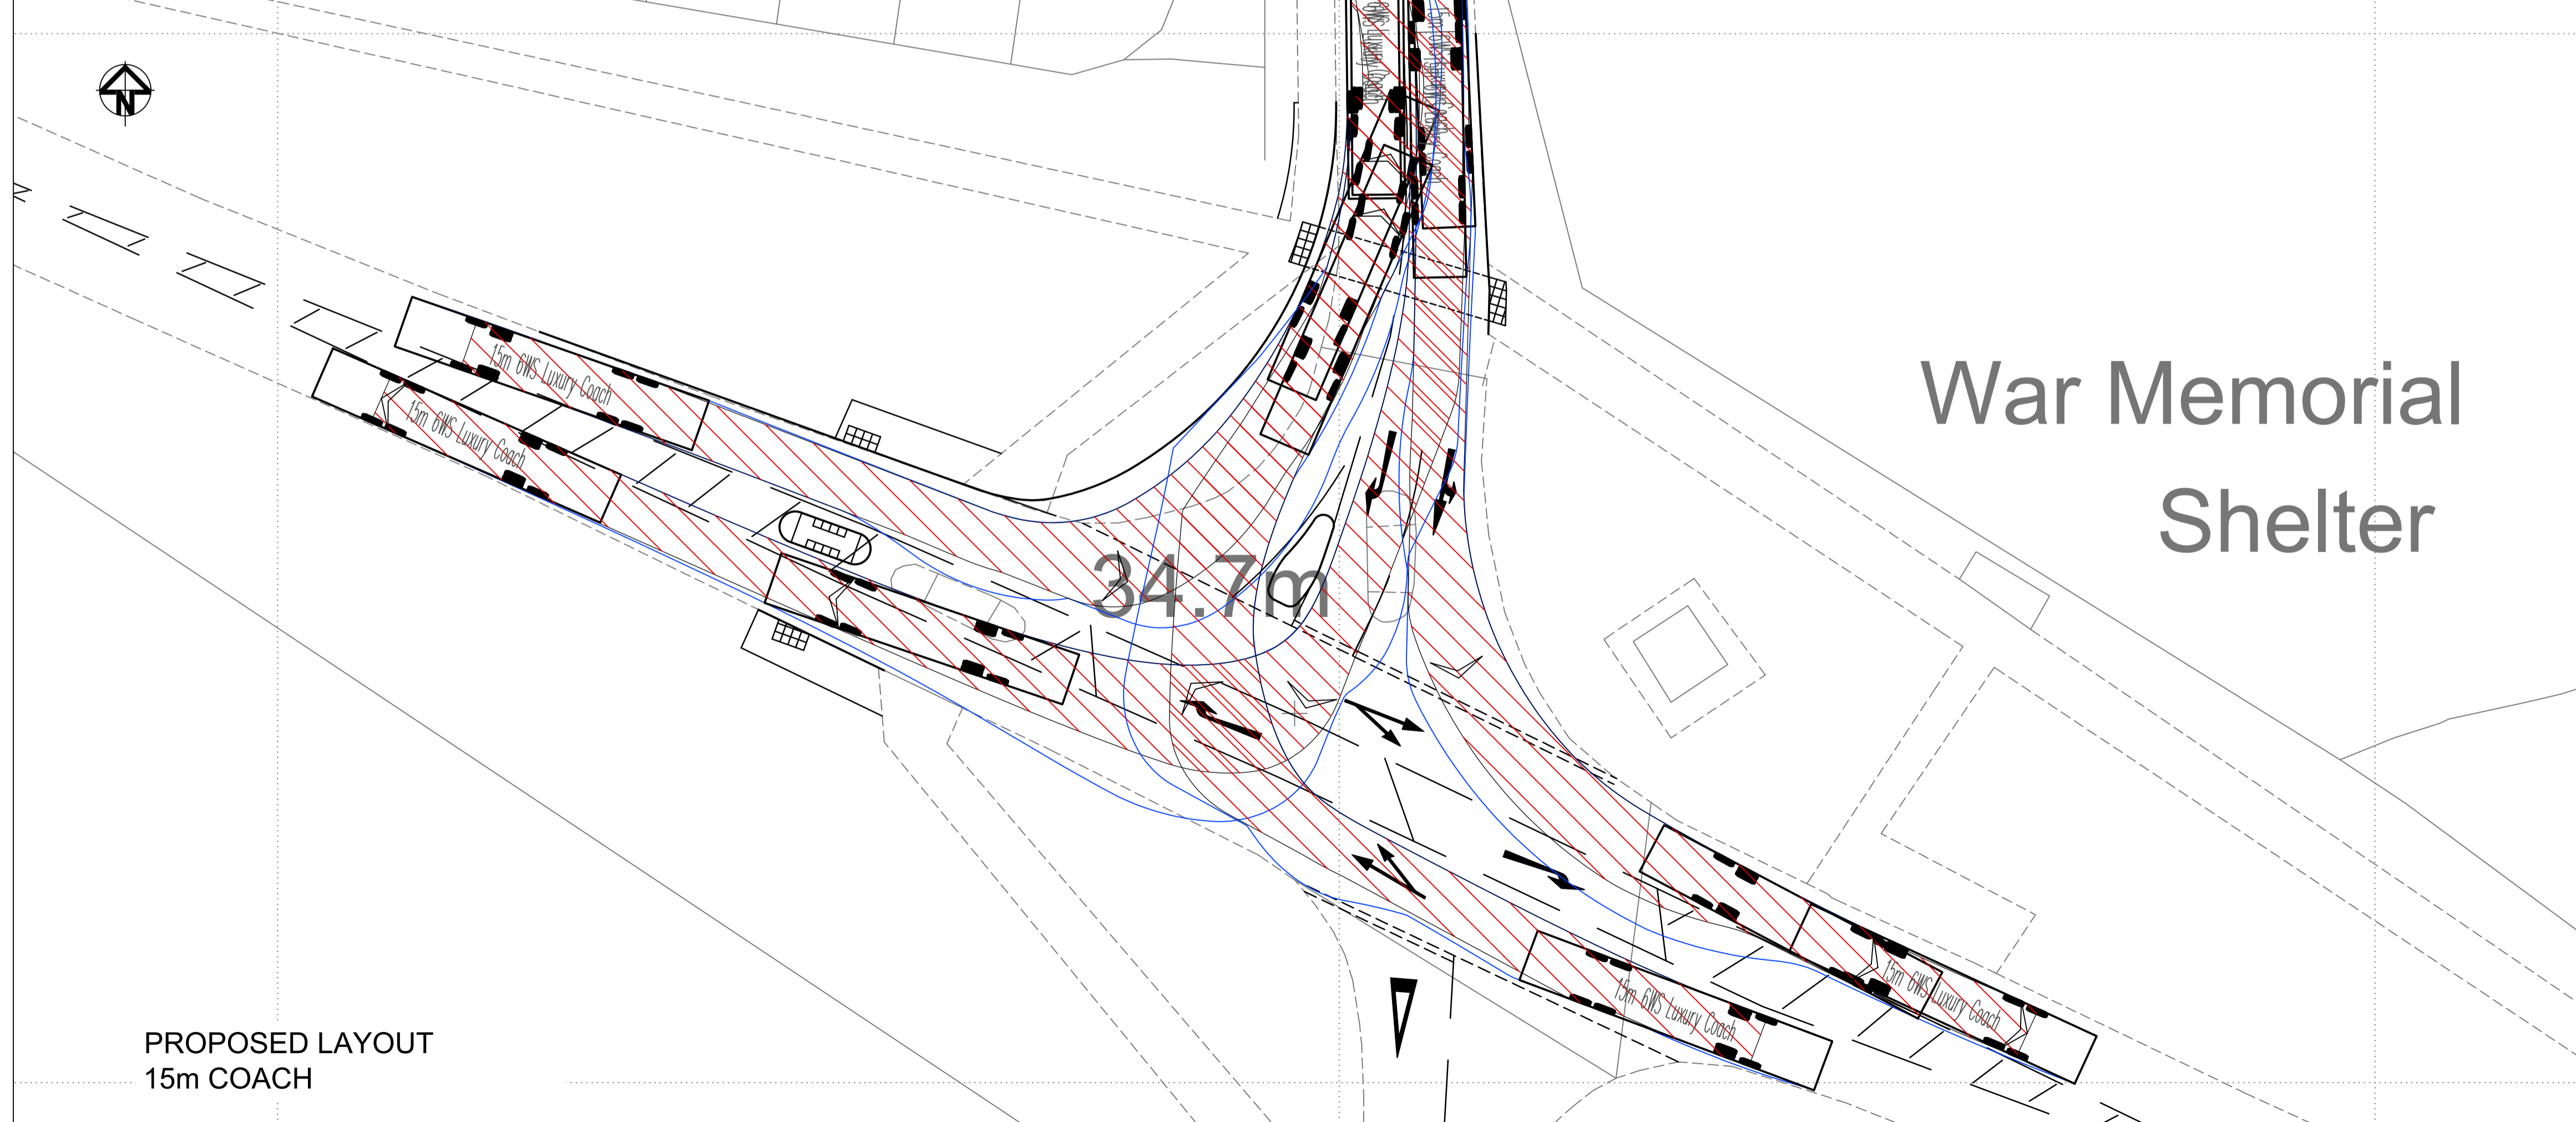 N
15m 6WS Luxury Coach
15m 6WS Luxury Coach
War Memorial
Shelter
34.7m
15m 6WS Luxury Coach
15m 6WS Luxury Coach
PROPOSED LAYOUT
15m COACH